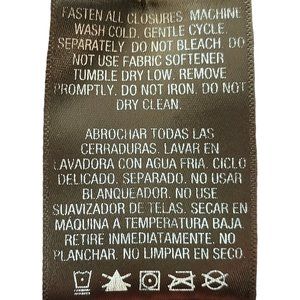 FASTEN ALL CLOSURES. MACHINE
WASH COLD. GENTLE CYCLE.
SEPARATELY. DO NOT BLEACH. DO
NOT USE FABRIC SOFTENER
TUMBLE DRY LOW. REMOVE
PROMPTLY. DO NOT IRON. DO NOT
DRY CLEAN.
ABROCHAR TODAS LAS
CERRADURAS. LAVAR EN
LAVADORA CON AGUA FRIA. CICLO
DELICADO. SEPARADO. NO USAR
BLANQUEADOR. NO USE
SUAVIZADOR DE TELAS. SECAR EN
MÁQUINA A TEMPERATURA BAJA.
RETIRE INMEDIATAMENTE. NO
PLANCHAR. NO LIMPIAR EN SECO.